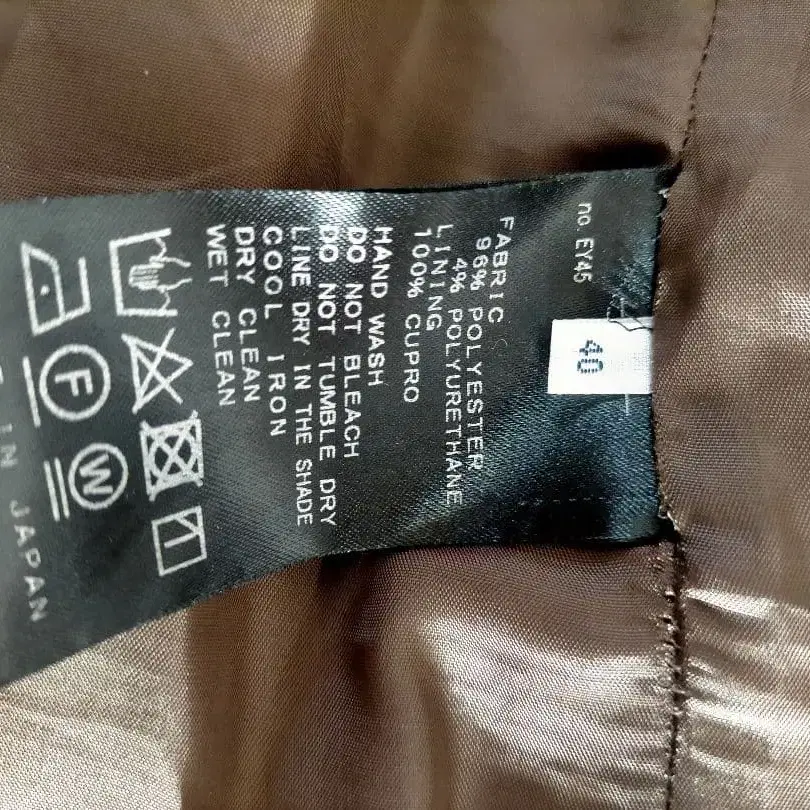 no. EY45
40
FABRIC
96% POLYESTER
4% POLYURETHANE
LINING
100% CUPRO
HAND WASH
DO NOT BLEACH
DO NOT TUMBLE DRY
LINE DRY IN THE SHADE
COOL IRON
DRY CLEAN
WET CLEAN
F
W
IN JAPAN